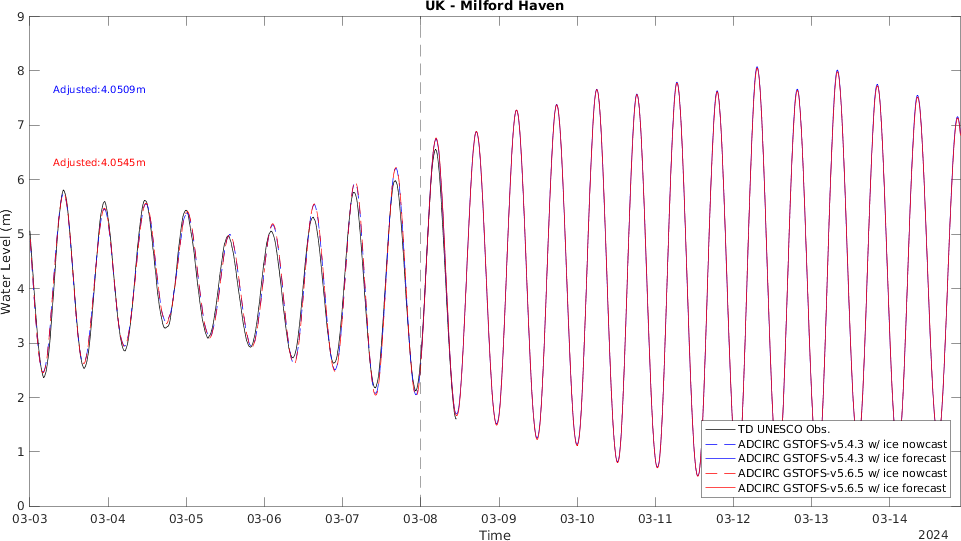 UK - Milford Haven
9
8
7
6
5
4
3
2
1
0
Water Level (m)
Adjusted:4.0509m
Adjusted:4.0545m
TD UNESCO Obs.
ADCIRC GSTOFS-v5.4.3 w/ ice nowcast
ADCIRC GSTOFS-v5.4.3 w/ ice forecast
ADCIRC GSTOFS-v5.6.5 w/ ice nowcast
ADCIRC GSTOFS-v5.6.5 w/ ice forecast
03-03 03-04 03-05 03-06 03-07 03-08 03-09 03-10 03-11 03-12 03-13 03-14
Time
2024